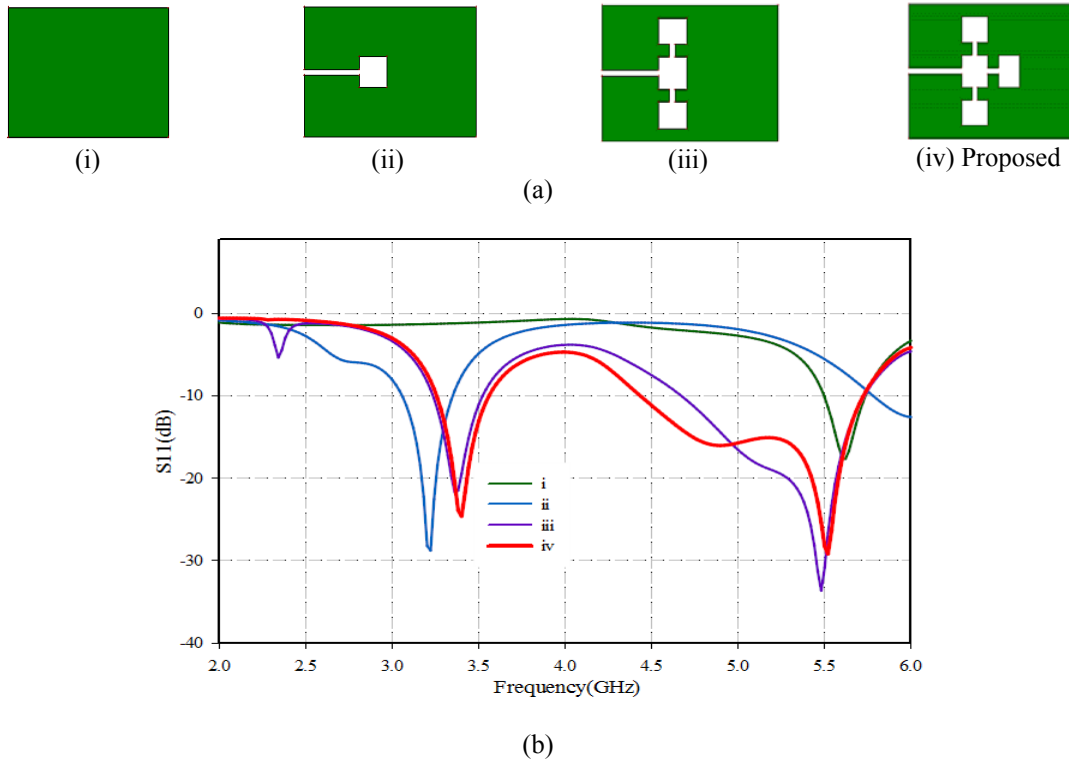 (i)
(ii)
(iii)
(iv) Proposed
(a)
0
-10
-20
-30
-40
S11(dB)
i
ii
iii
iv
2.0 2.5 3.0 3.5 4.0 4.5 5.0 5.5 6.0
Frequency(GHz)
(b)